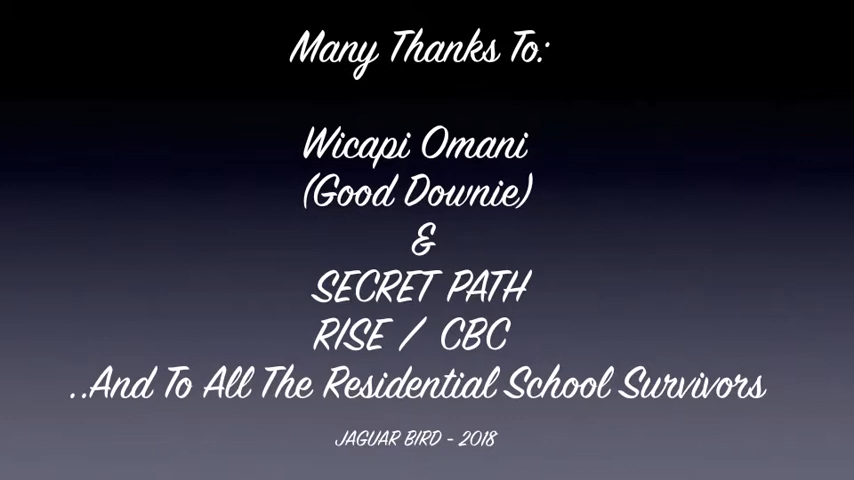 Many Thanks To:
Wicapi Omani
(Good Downie)
&
SECRET PATH
RISE / CBC
..And To All The Residential School Survivors
JAGUAR BIRD - 2018